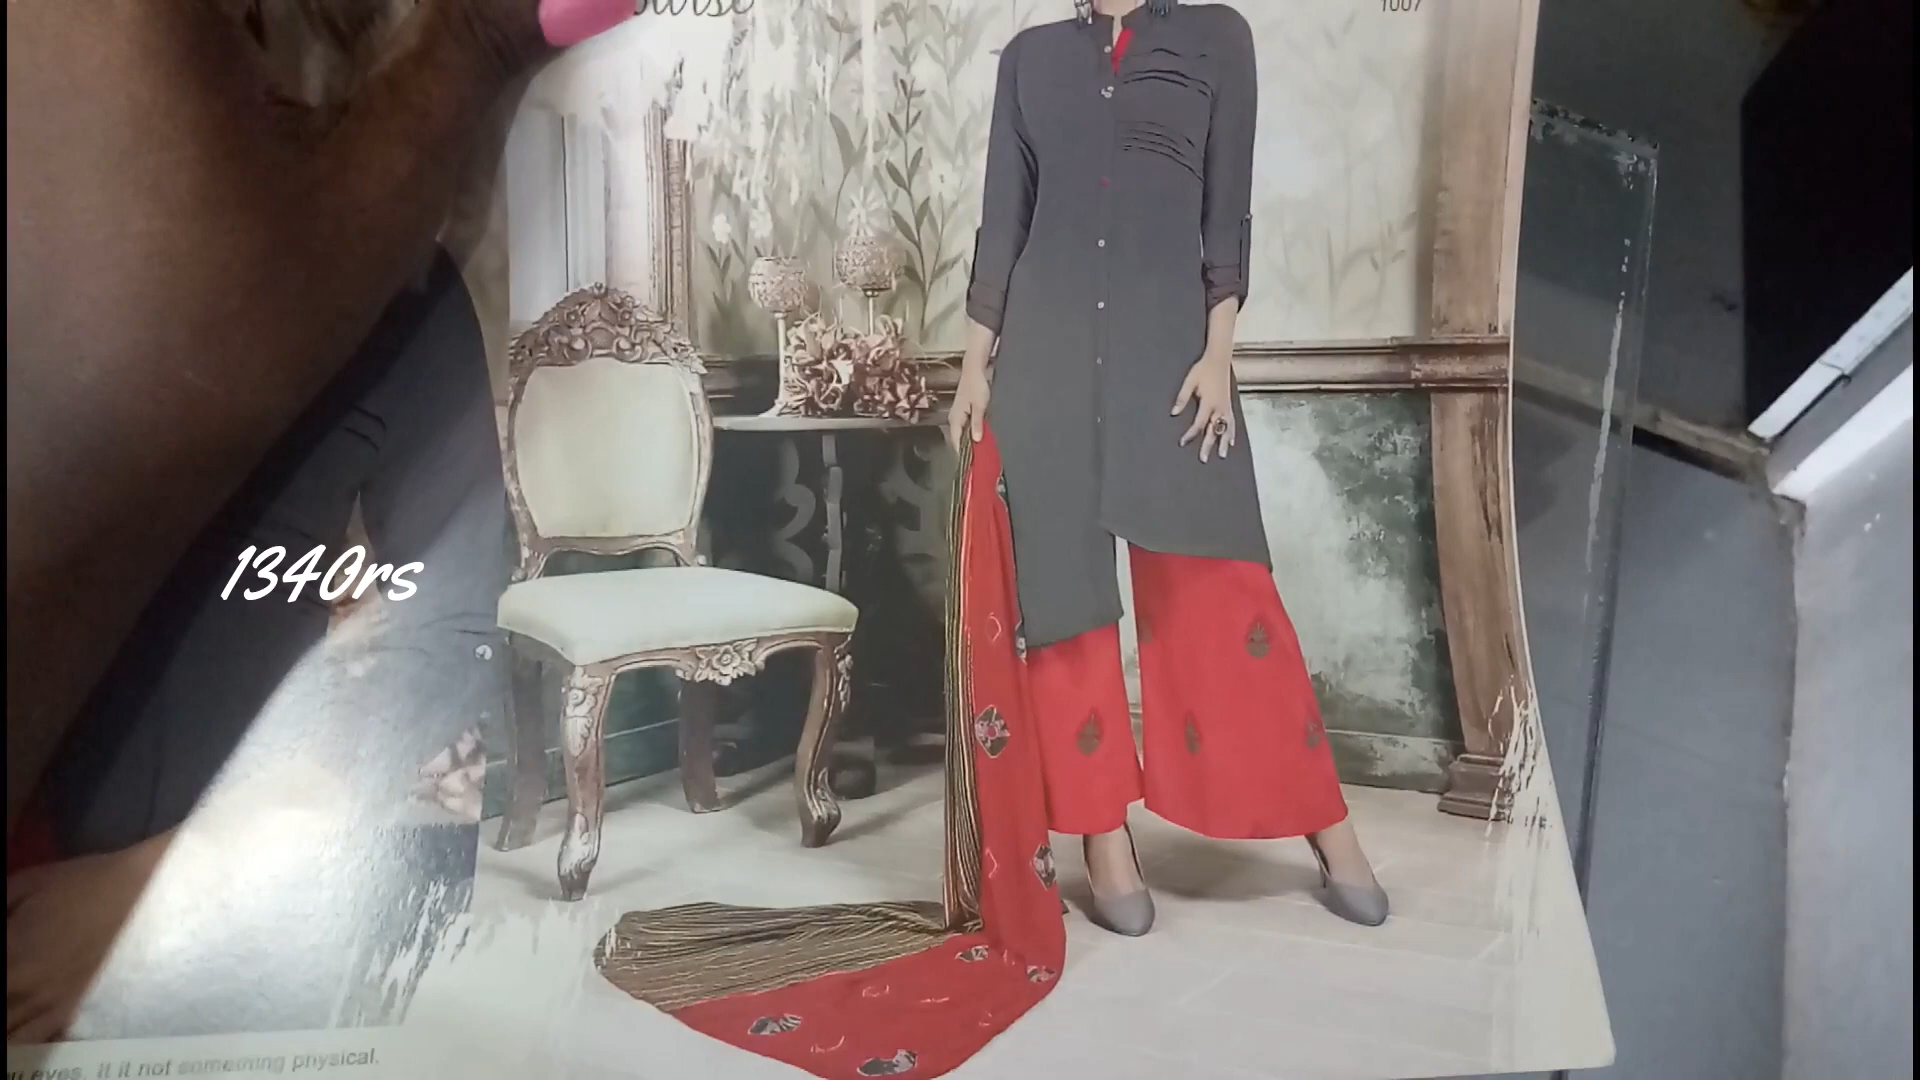 1007
1340rs
eyes. It it not something physical.